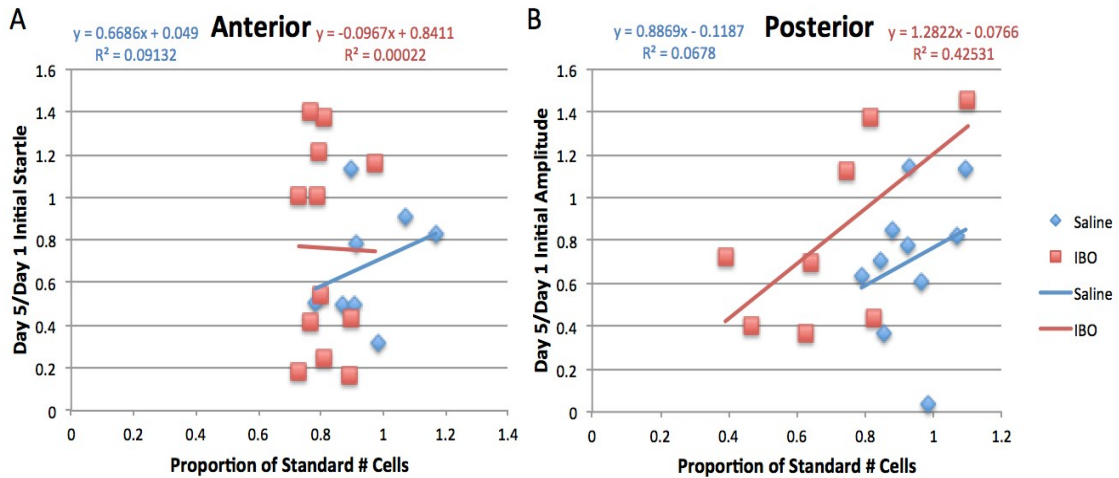 A
Anterior
y = 0.6686x + 0.049
R² = 0.09132
y = -0.0967x + 0.8411
R² = 0.00022
Day 5/Day 1 Initial Startle
1.6
1.4
1.2
1
0.8
0.6
0.4
0.2
0
0 0.2 0.4 0.6 0.8 1 1.2 1.4
Proportion of Standard # Cells
B
Posterior
y = 0.8869x - 0.1187
R² = 0.0678
y = 1.2822x - 0.0766
R² = 0.42531
Day 5/Day 1 Initial Amplitude
1.6
1.4
1.2
1
0.8
0.6
0.4
0.2
0
0 0.2 0.4 0.6 0.8 1 1.2
Proportion of Standard # Cells
Saline
IBO
Saline
IBO